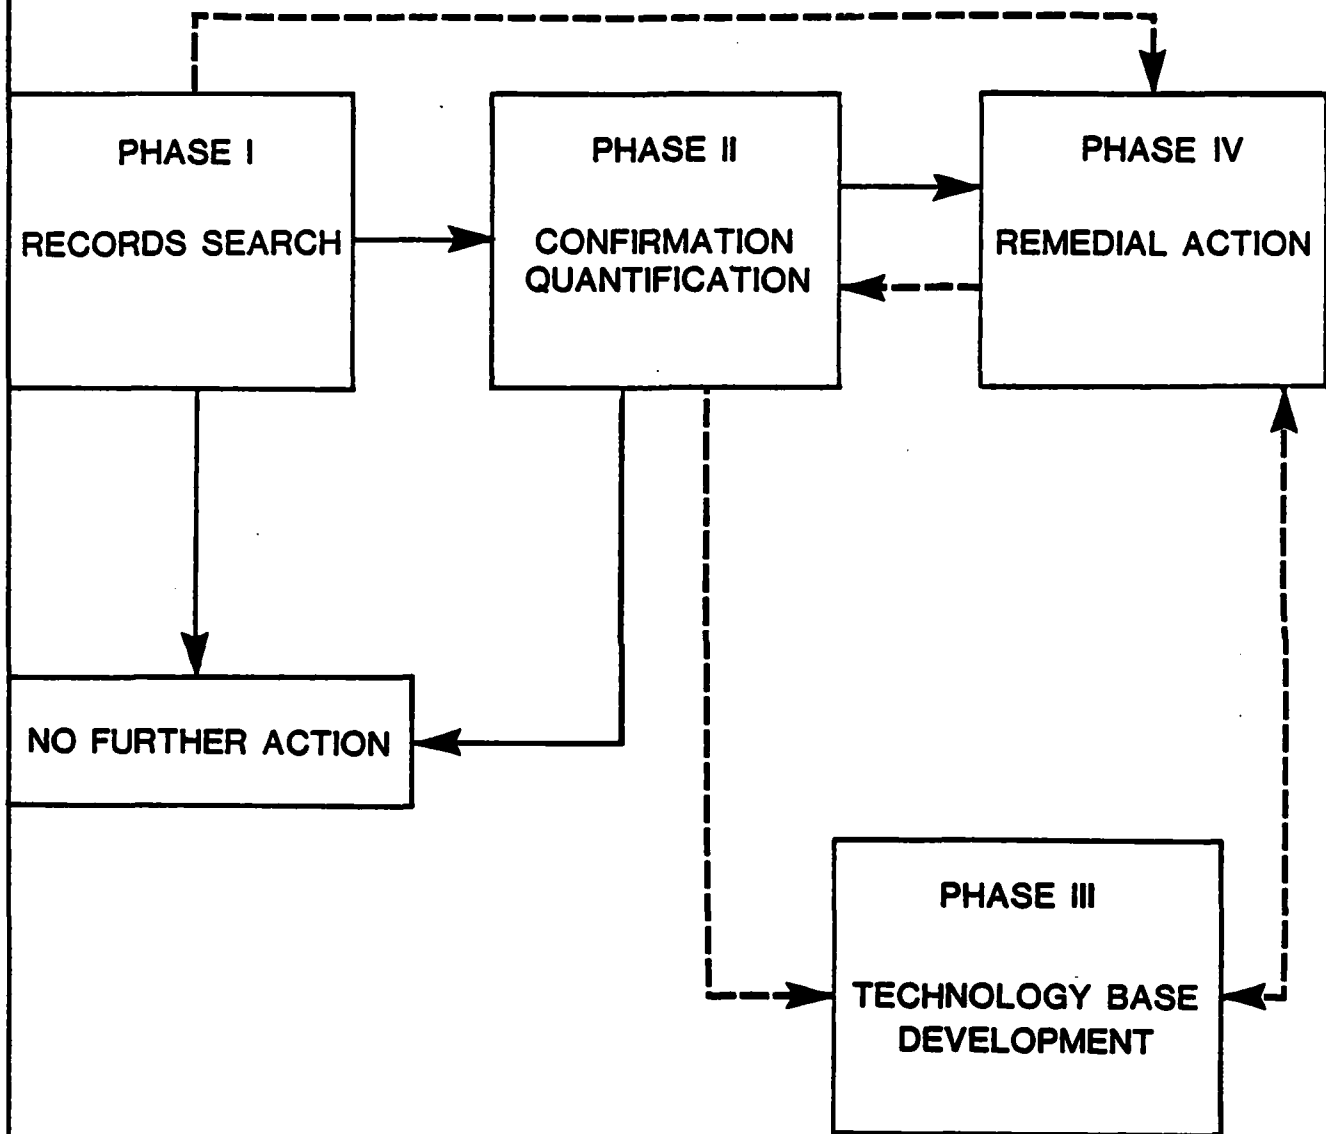 PHASE I
RECORDS SEARCH
PHASE II
CONFIRMATION
QUANTIFICATION
PHASE IV
REMEDIAL ACTION
NO FURTHER ACTION
PHASE III
TECHNOLOGY BASE
DEVELOPMENT